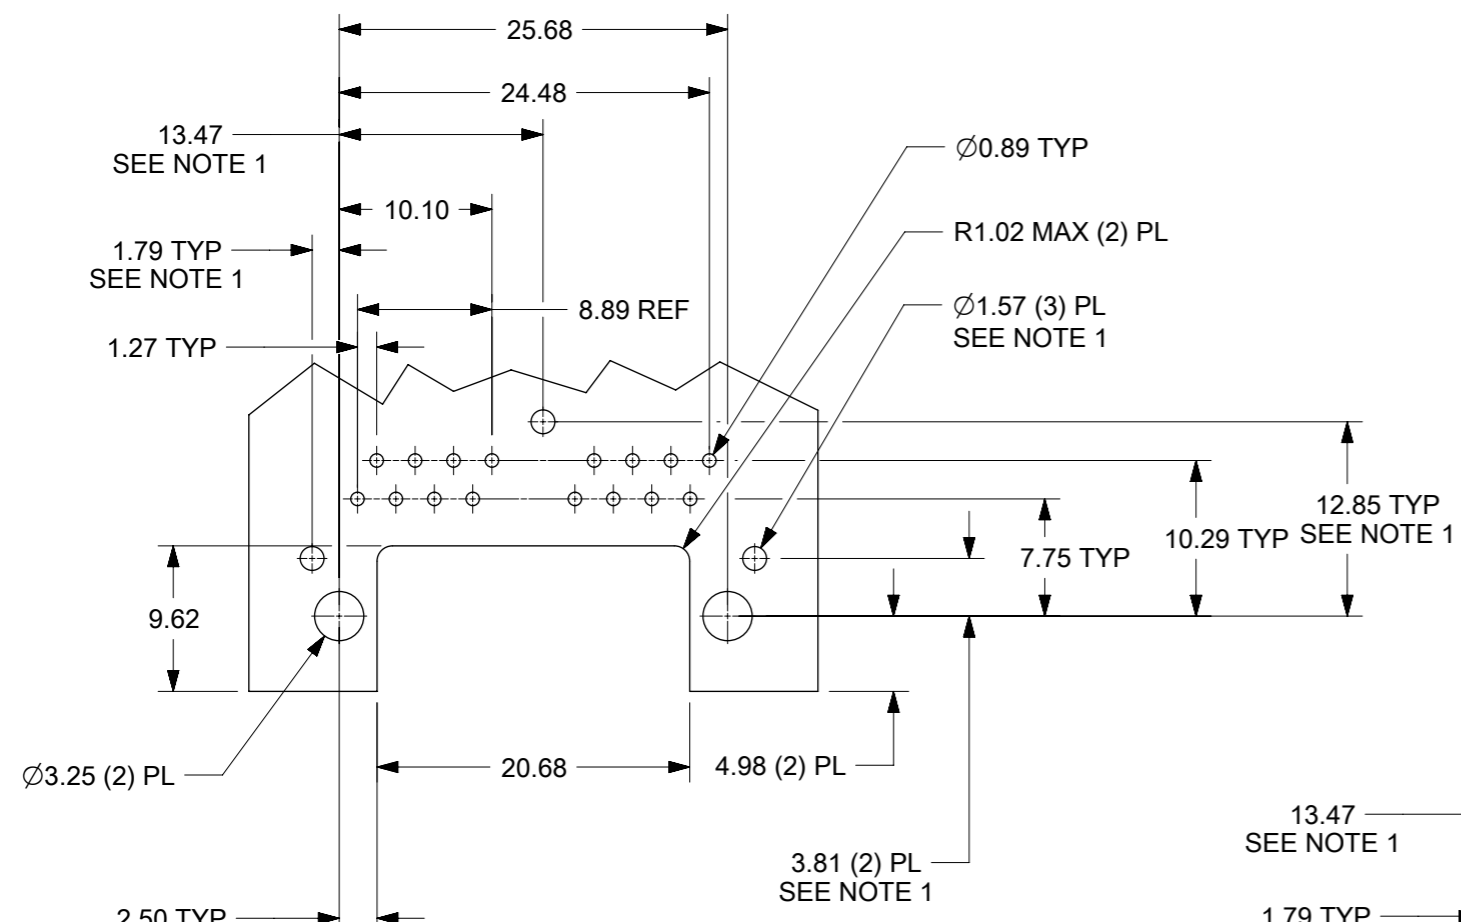 25.68
24.48
13.47
SEE NOTE 1
∅0.89 TYP
10.10
R1.02 MAX (2) PL
1.79 TYP
SEE NOTE 1
8.89 REF
∅1.57 (3) PL
SEE NOTE 1
1.27 TYP
12.85 TYP
SEE NOTE 1
10.29 TYP
7.75 TYP
9.62
∅3.25 (2) PL
20.68
4.98 (2) PL
13.47
SEE NOTE 1
3.81 (2) PL
SEE NOTE 1
2.50 TYP
1.79 TYP